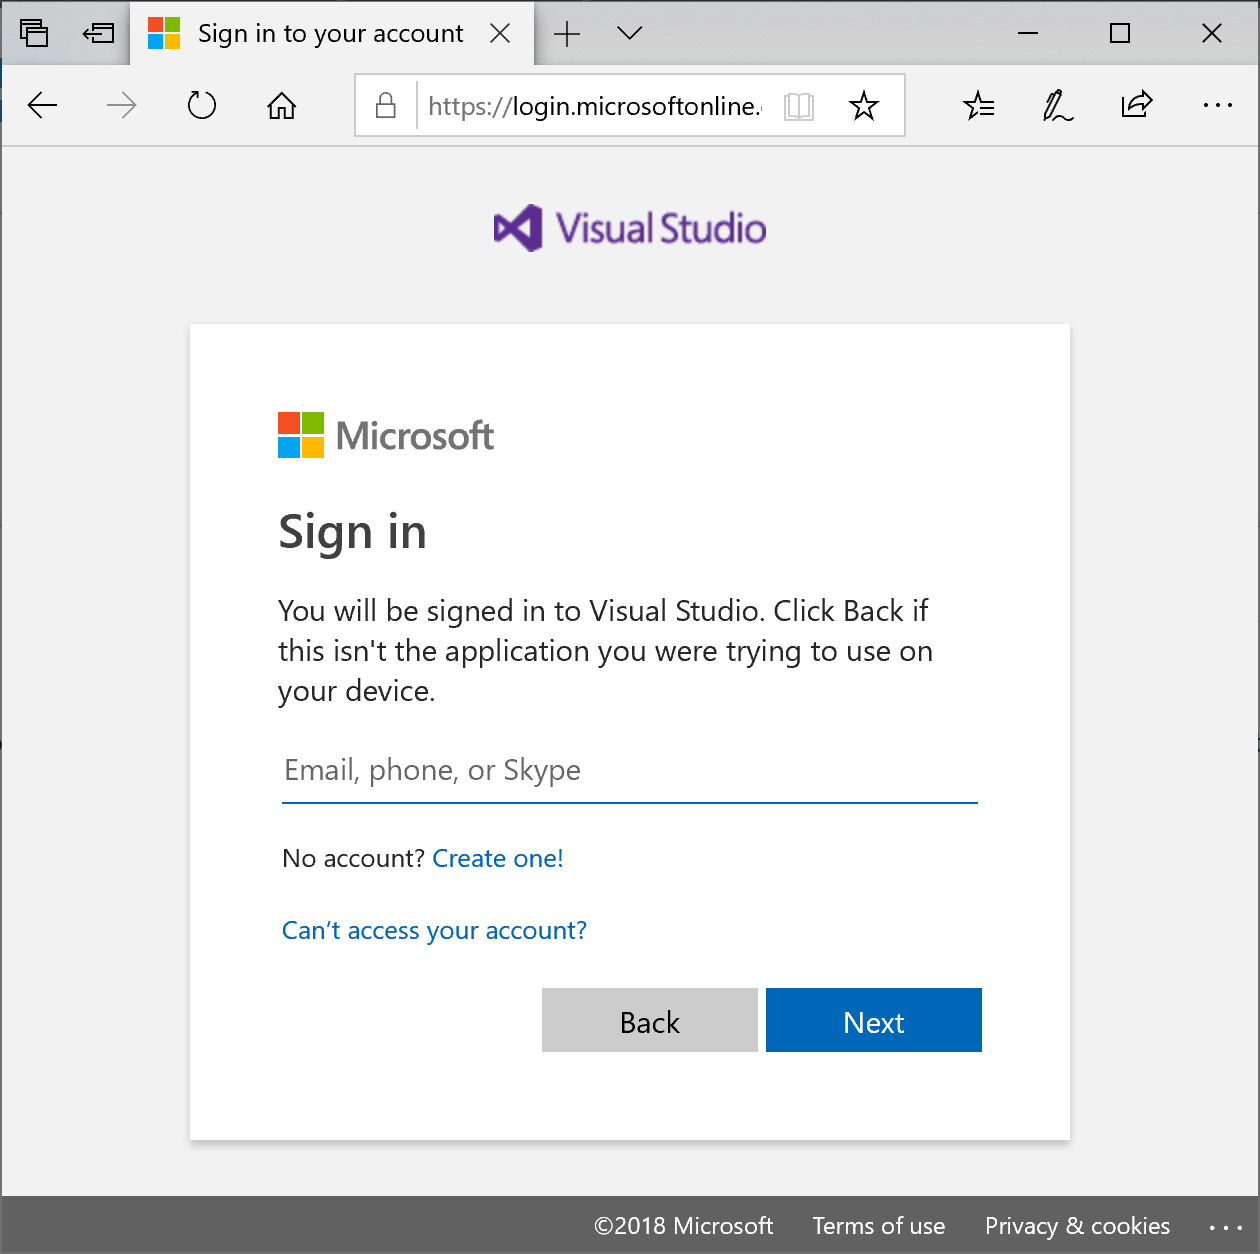 Sign in to your account
https://login.microsoftonline.
Visual Studio
Microsoft
Sign in
You will be signed in to Visual Studio. Click Back if
this isn't the application you were trying to use on
your device.
Email, phone, or Skype
No account? Create one!
Can’t access your account?
Back Next
©2018 Microsoft Terms of use Privacy & cookies